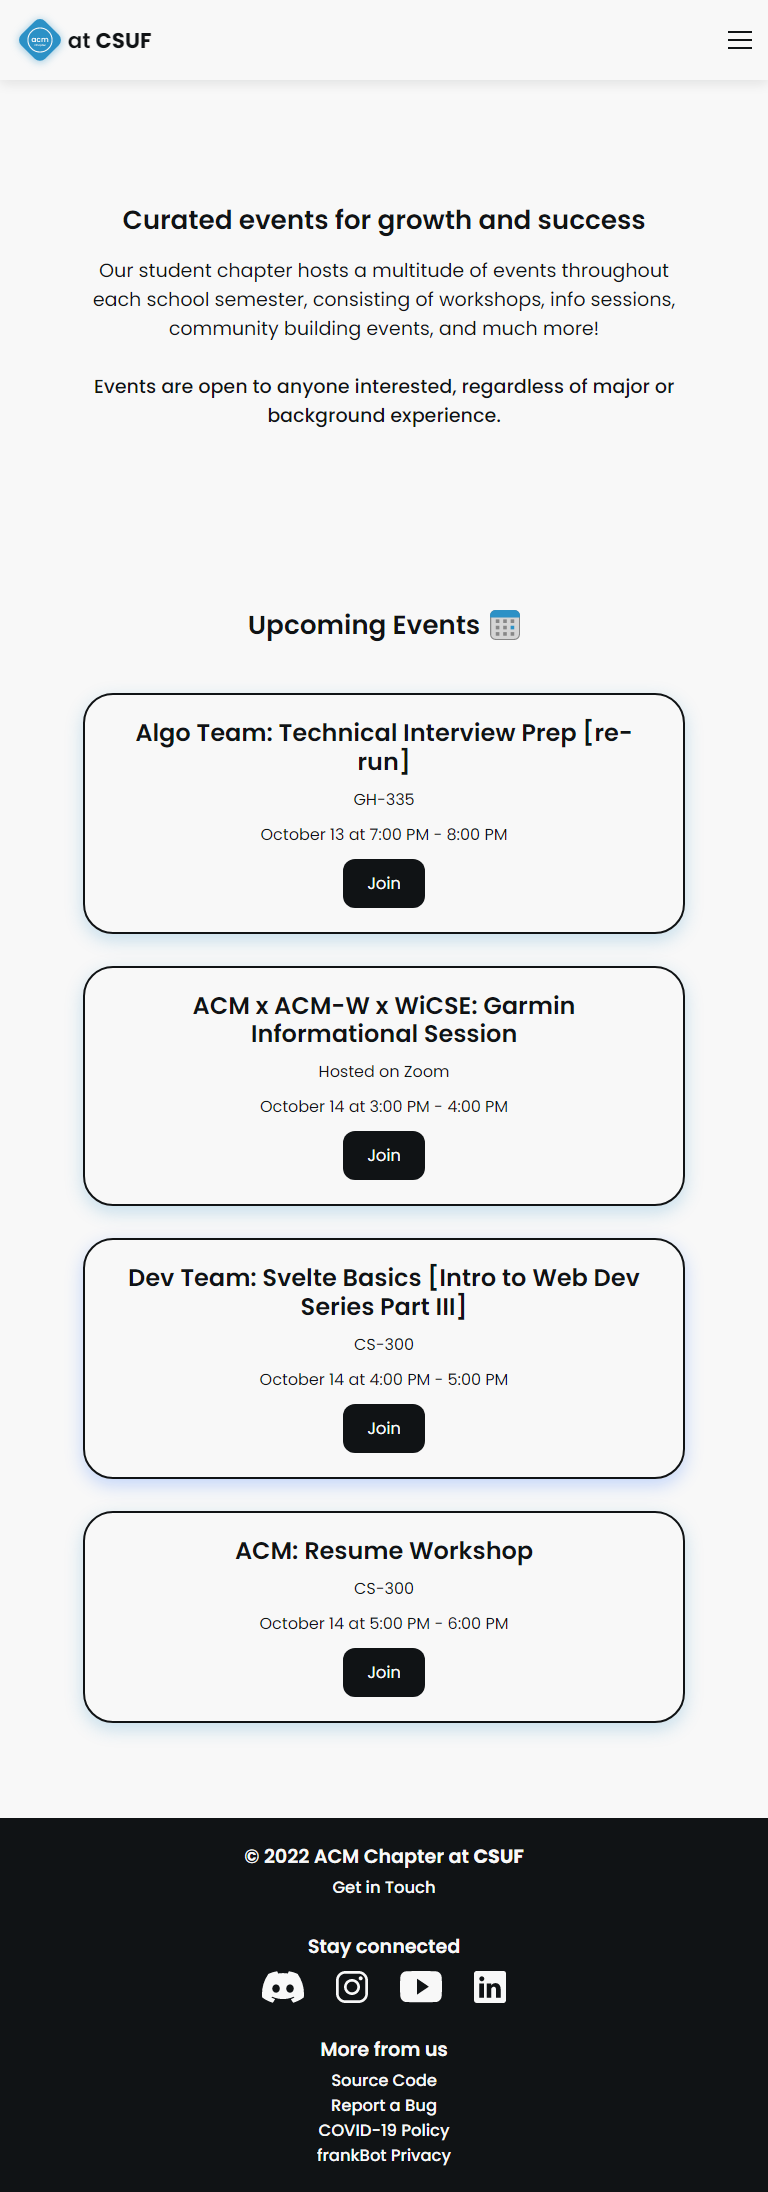 acm
at CSUF
Curated events for growth and success
Our student chapter hosts a multitude of events throughout
each school semester, consisting of workshops, info sessions,
community building events, and much more!
Events are open to anyone interested, regardless of major or
background experience.
Upcoming Events
Algo Team: Technical Interview Prep [re-
run]
GH-335
October 13 at 7:00 PM - 8:00 PM
Join
ACM x ACM-W x WiCSE: Garmin
Informational Session
Hosted on Zoom
October 14 at 3:00 PM - 4:00 PM
Join
Dev Team: Svelte Basics [Intro to Web Dev
Series Part III]
CS-300
October 14 at 4:00 PM - 5:00 PM
Join
ACM: Resume Workshop
CS-300
October 14 at 5:00 PM - 6:00 PM
Join
© 2022 ACM Chapter at CSUF
Get in Touch
Stay connected
in
More from us
Source Code
Report a Bug
COVID-19 Policy
frankBot Privacy